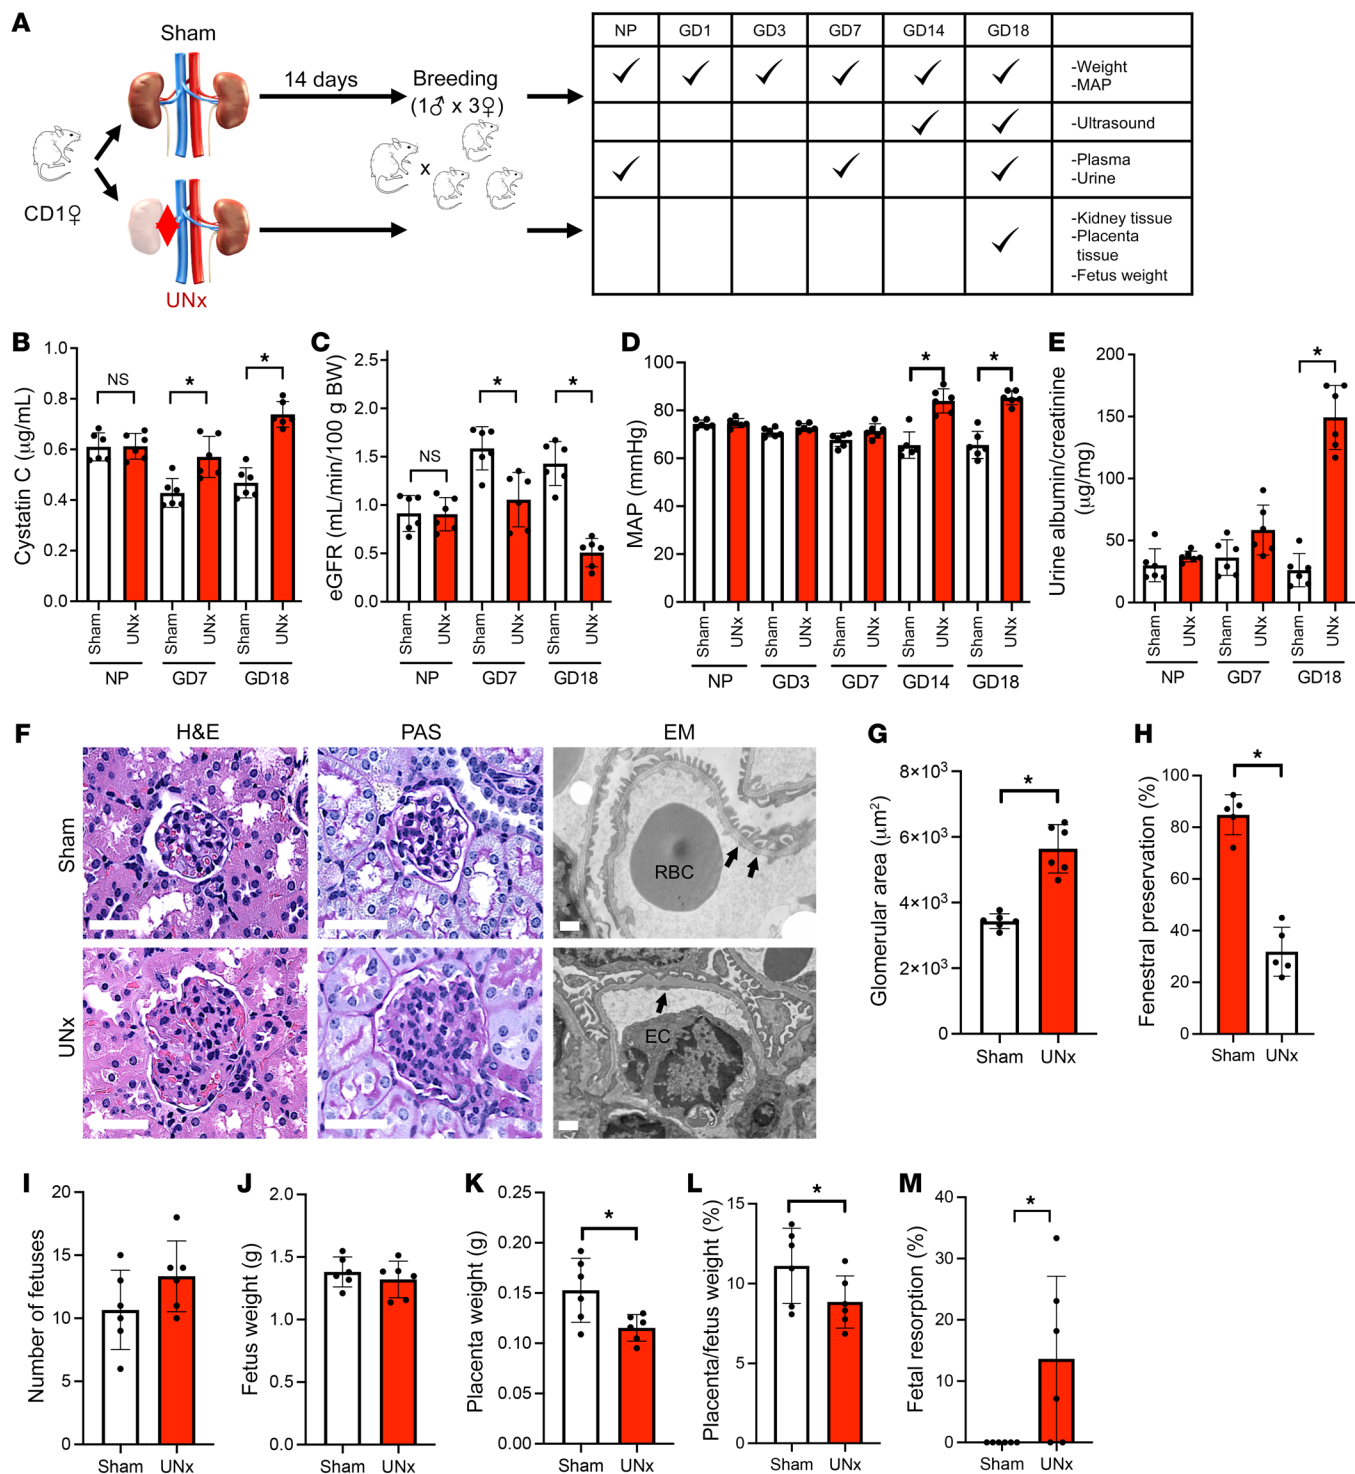 A
Sham
14 days
Breeding
(1♂ x 3♀)
x
CD1♀
UNx
NP GD1 GD3 GD7 GD14 GD18
✓ ✓ ✓ ✓ ✓ ✓ -Weight
-MAP
✓ ✓ -Ultrasound
✓ ✓ ✓ -Plasma
-Urine
✓ -Kidney tissue
-Placenta
tissue
-Fetus weight
B
Cystatin C (μg/mL)
1.0
0.8
0.6
0.4
0.2
0.0
NS * *
Sham UNx Sham UNx Sham UNx
NP GD7 GD18
C
eGFR (mL/min/100 g BW)
2.5
2.0
1.5
1.0
0.5
0.0
NS * *
Sham UNx Sham UNx Sham UNx
NP GD7 GD18
D
MAP (mmHg)
100
80
60
40
20
0
* *
Sham UNx Sham UNx Sham UNx Sham UNx Sham UNx
NP GD3 GD7 GD14 GD18
E
Urine albumin/creatinine
(μg/mg)
200
150
100
50
0
*
Sham UNx Sham UNx Sham UNx
NP GD7 GD18
F
H&E PAS EM
Sham
RBC
UNx
EC
G
Glomerular area (μm²)
8×10³
6×10³
4×10³
2×10³
0
*
Sham UNx
H
Fenestral preservation (%)
100
80
60
40
20
0
*
Sham UNx
I
Number of fetuses
20
15
10
5
0
Sham UNx
J
Fetus weight (g)
2.0
1.5
1.0
0.5
0.0
Sham UNx
K
Placenta weight (g)
0.25
0.20
0.15
0.10
0.05
0.00
*
Sham UNx
L
Placenta/fetus weight (%)
15
10
5
0
*
Sham UNx
M
Fetal resorption (%)
40
30
20
10
0
*
Sham UNx